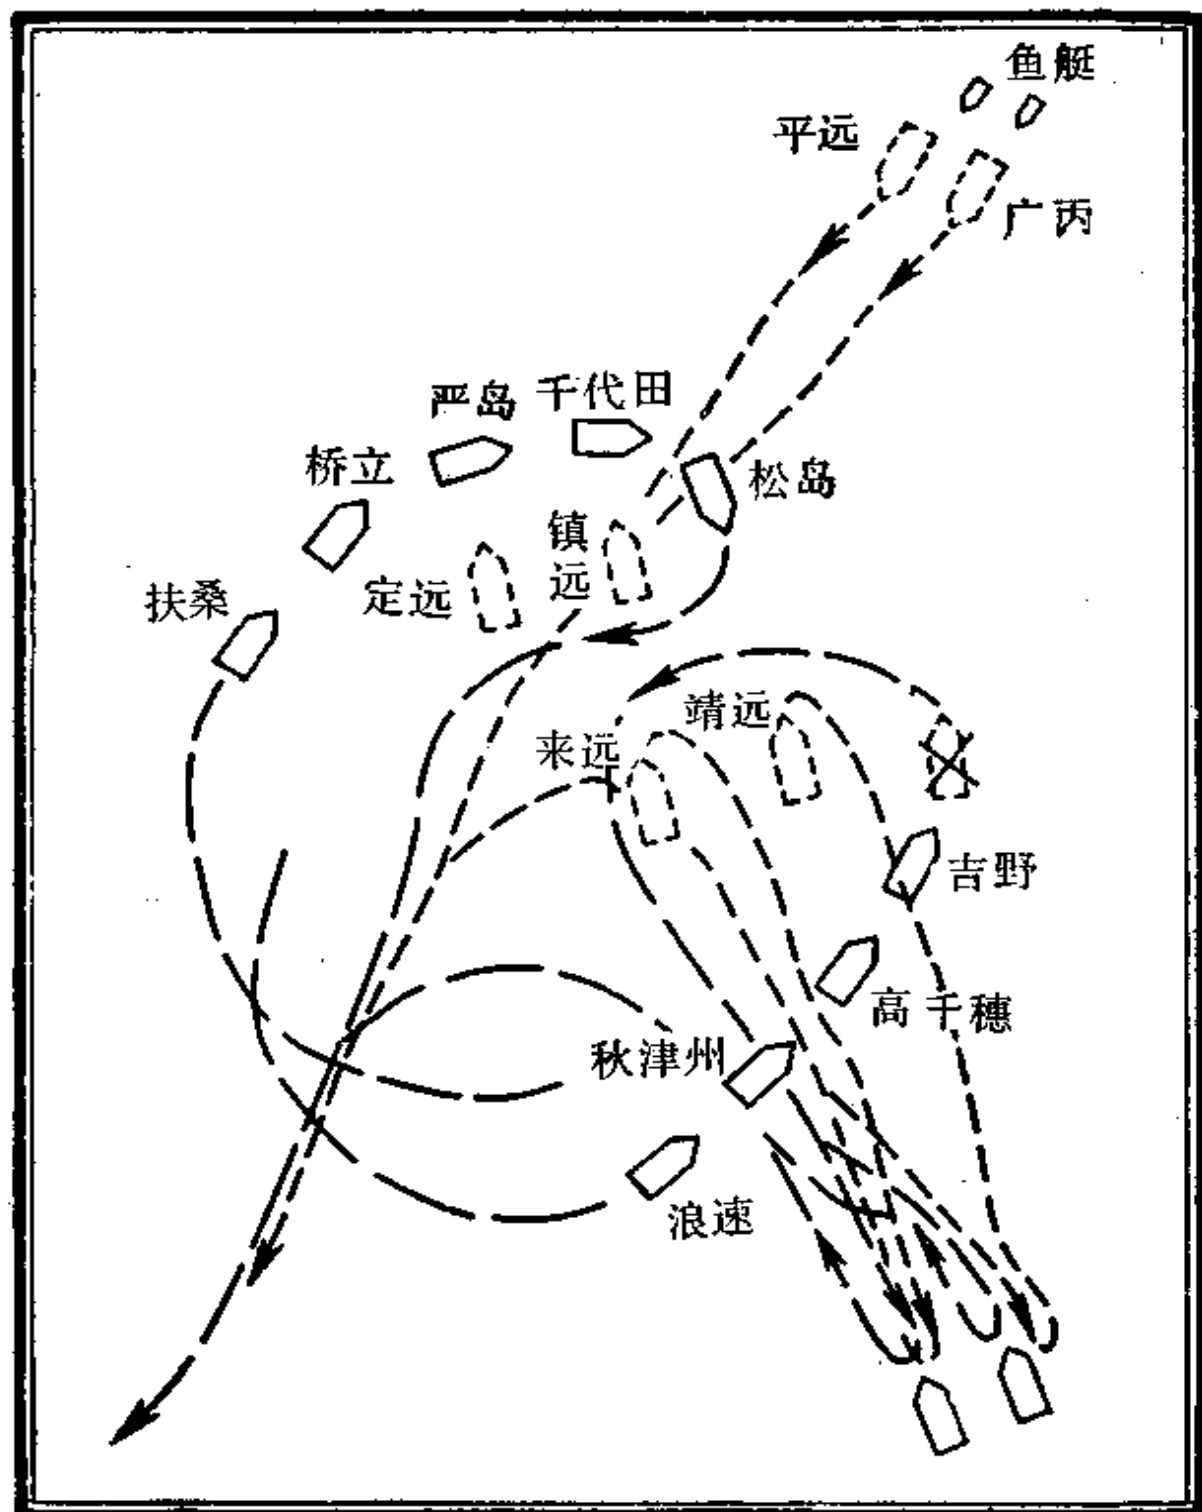 鱼艇
平远
广丙
严岛
千代田
桥立
松岛
镇
远
定远
扶桑
靖远
来远
吉野
高千穗
秋津州
浪速